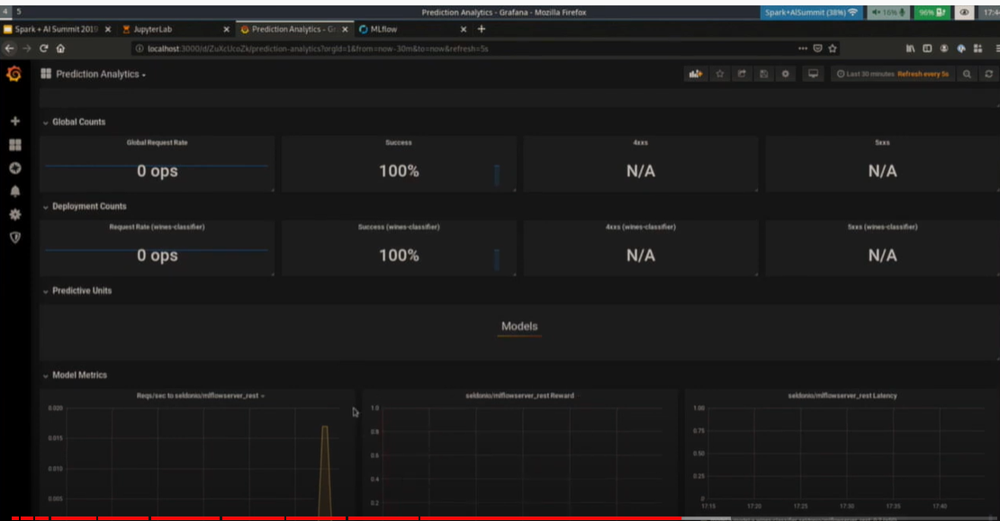 4 5 Prediction Analytics - Grafana - Mozilla Firefox Spark+AISummit (38%) 16% 96% 17:4
Spark + AI Summit 2019 × JupyterLab × Prediction Analytics - Gr × MLflow × +
localhost:3000/d/ZuXcUcoZk/prediction-analytics?orgId=1&from=now-30m&to=now&refresh=5s
Prediction Analytics Last 30 minutes Refresh every 5s
Global Counts
Global Request Rate Success 4xxs 5xxs
0 ops 100% N/A N/A
Deployment Counts
Request Rate (wines-classifier) Success (wines-classifier) 4xxs (wines-classifier) 5xxs (wines-classifier)
0 ops 100% N/A N/A
Predictive Units
Models
Model Metrics
Reqs/sec to seldonio/mlflowserver_rest seldonio/mlflowserver_rest Reward seldonio/mlflowserver_rest Latency
0.020 1.0 1.00
0.015 0.8 0.75
0.010 0.6 0.50
0.4 0.25
0.005 0.2 0
17:15 17:20 17:25 17:30 17:35 17:40